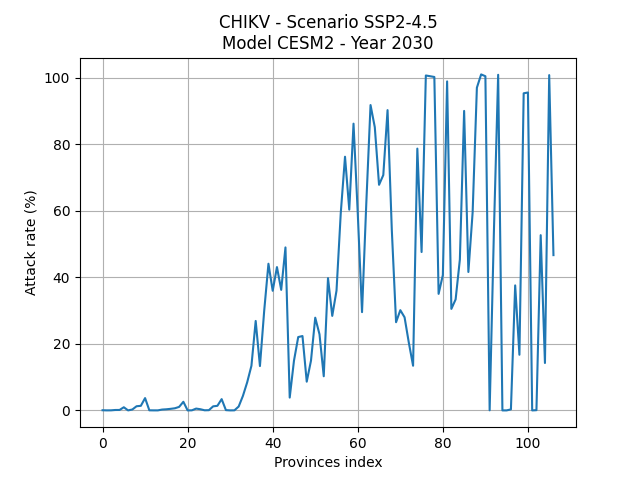 CHIKV - Scenario SSP2-4.5
Model CESM2 - Year 2030
Attack rate (%)
100
80
60
40
20
0
0 20 40 60 80 100
Provinces index